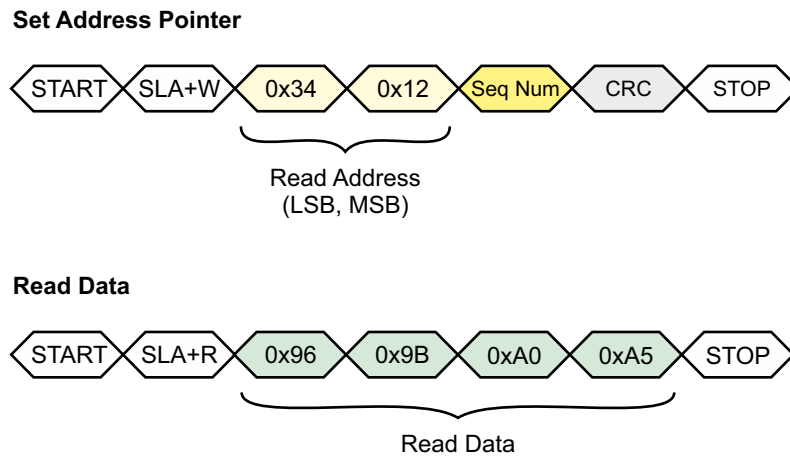 Set Address Pointer
START SLA+W 0x34 0x12 Seq Num CRC STOP
Read Address
(LSB, MSB)
Read Data
START SLA+R 0x96 0x9B 0xA0 0xA5 STOP
Read Data